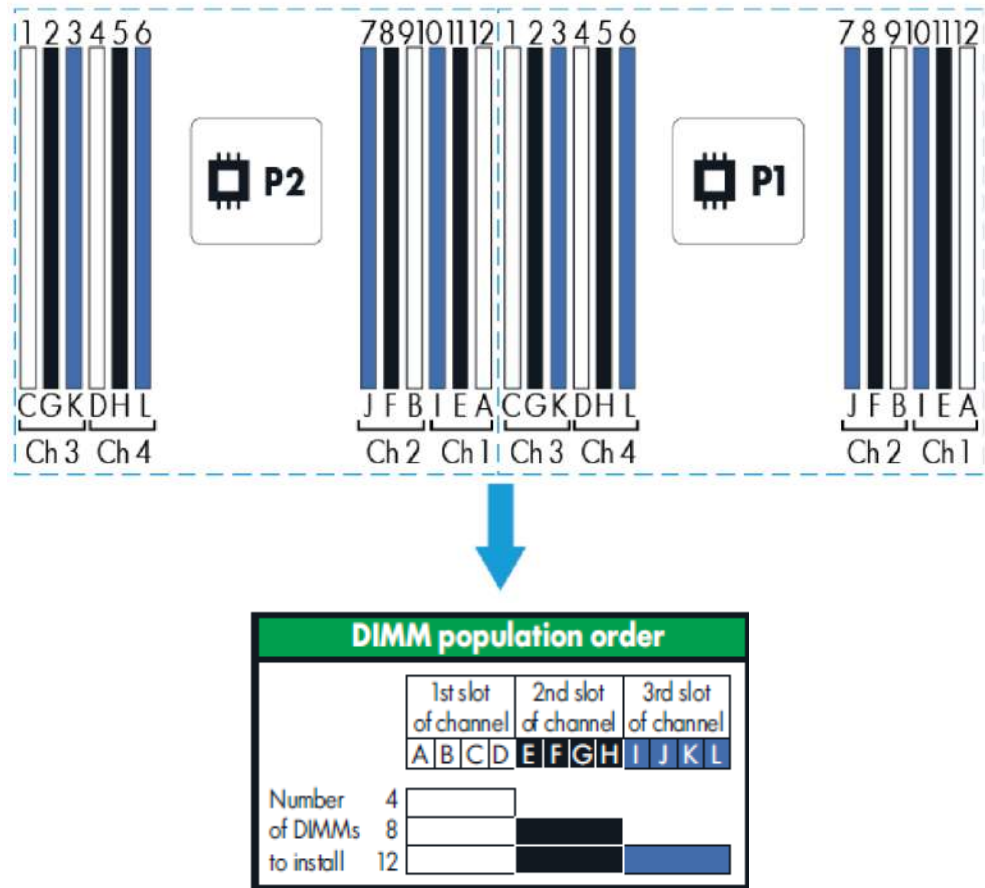 1 2 3 4 5 6 7 8 9 10 11 12 1 2 3 4 5 6 7 8 9 10 11 12
P2 P1
C G K D H L J F B I E A C G K D H L J F B I E A
Ch 3 Ch 4 Ch 2 Ch 1 Ch 3 Ch 4 Ch 2 Ch 1
DIMM population order
1st slot 2nd slot 3rd slot
of channel of channel of channel
A B C D E F G H I J K L
Number 4
of DIMMs 8
to install 12